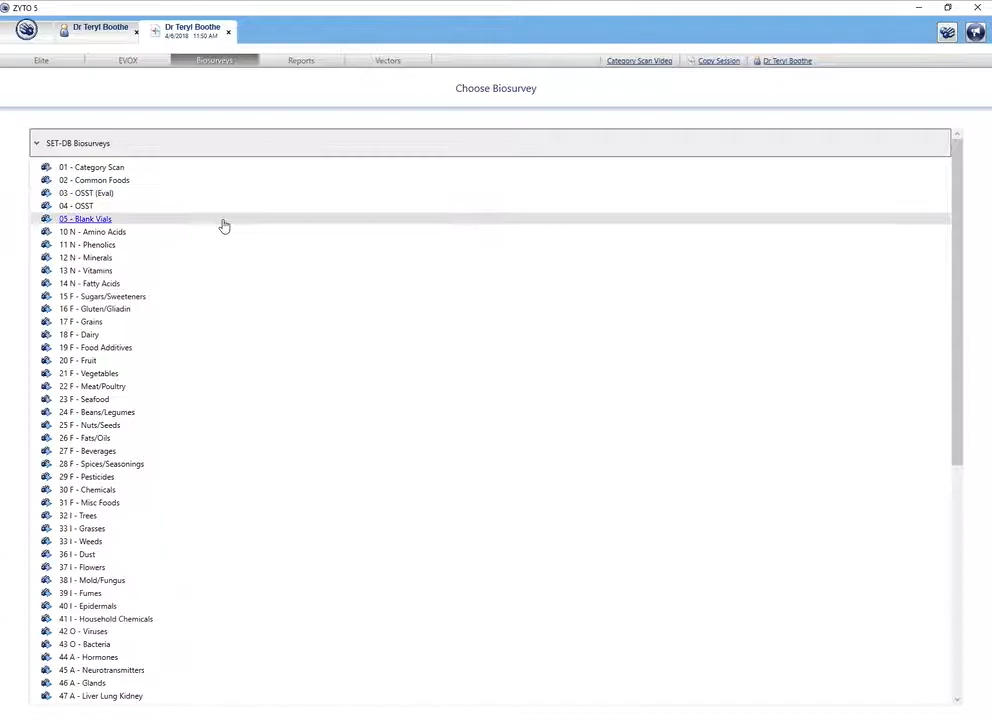 ZYTO 5
Dr Teryl Boothe
Dr Teryl Boothe
4/6/2018 11:50 AM
Elite
EVOX
Biosurveys
Reports
Vectors
Category Scan Video
Copy Session
Dr Teryl Boothe
Choose Biosurvey
SET-DB Biosurveys
01 - Category Scan
02 - Common Foods
03 - OSST (Eval)
04 - OSST
05 - Blank Vials
10 N - Amino Acids
11 N - Phenolics
12 N - Minerals
13 N - Vitamins
14 N - Fatty Acids
15 F - Sugars/Sweeteners
16 F - Gluten/Gliadin
17 F - Grains
18 F - Dairy
19 F - Food Additives
20 F - Fruit
21 F - Vegetables
22 F - Meat/Poultry
23 F - Seafood
24 F - Beans/Legumes
25 F - Nuts/Seeds
26 F - Fats/Oils
27 F - Beverages
28 F - Spices/Seasonings
29 F - Pesticides
30 F - Chemicals
31 F - Misc Foods
32 I - Trees
33 I - Grasses
33 I - Weeds
36 I - Dust
37 I - Flowers
38 I - Mold/Fungus
39 I - Fumes
40 I - Epidermals
41 I - Household Chemicals
42 O - Viruses
43 O - Bacteria
44 A - Hormones
45 A - Neurotransmitters
46 A - Glands
47 A - Liver Lung Kidney